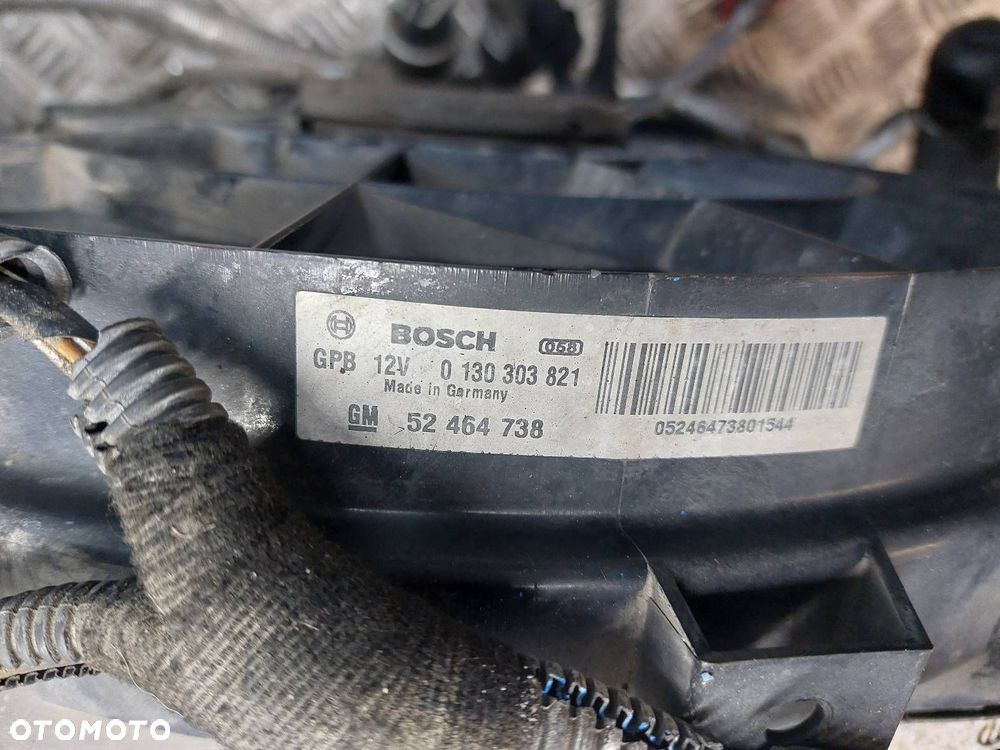 BOSCH 058
GPB 12V 0 130 303 821
Made in Germany
GM 52 464 738
05246473801544
OTOMOTO